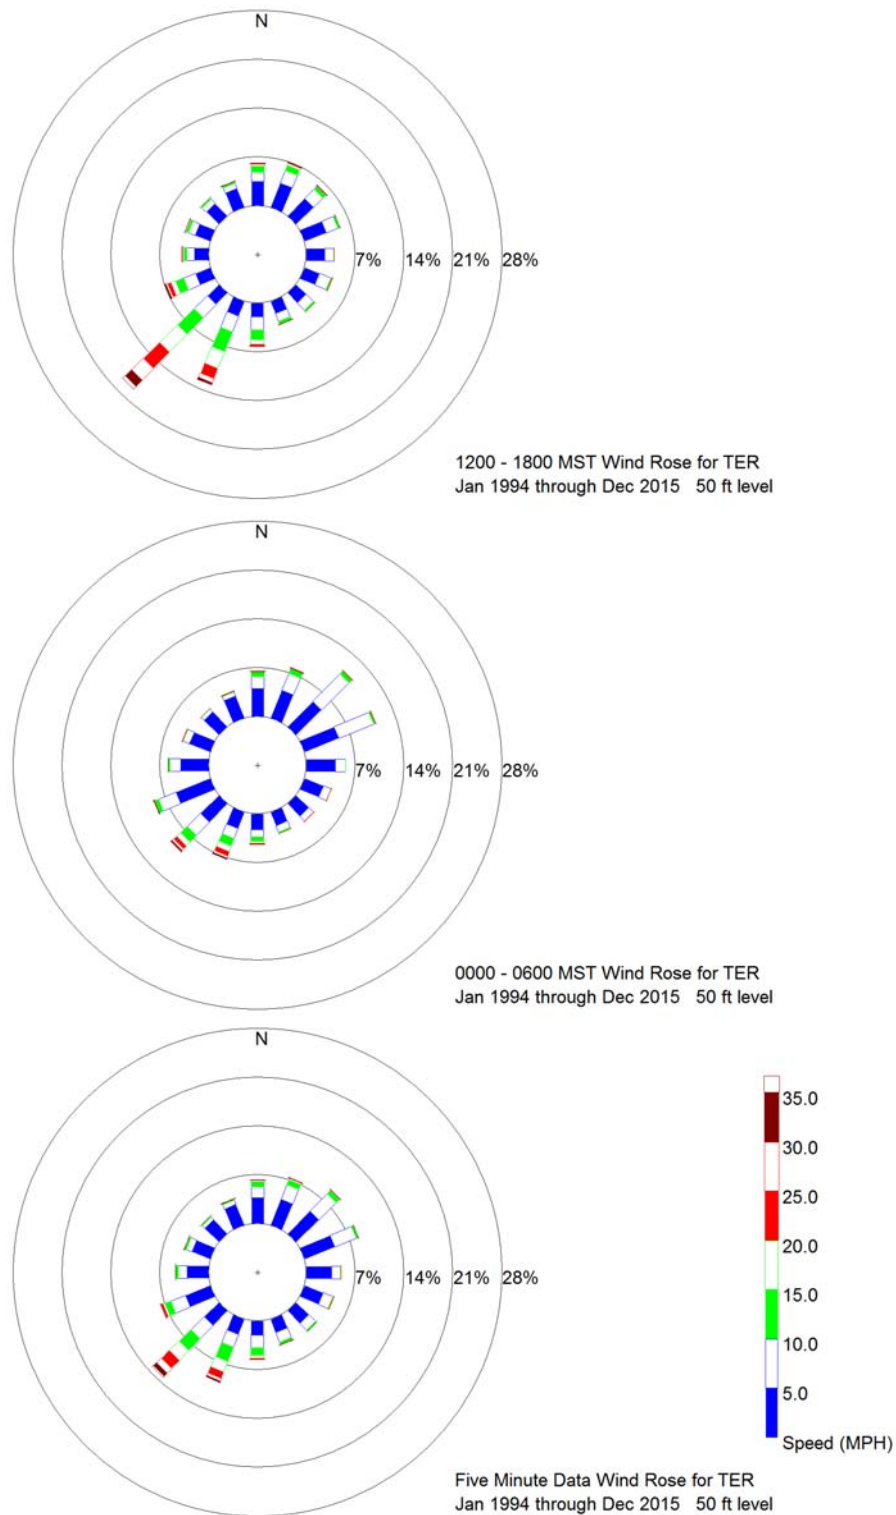 N
7% 14% 21% 28%
1200 - 1800 MST Wind Rose for TER
Jan 1994 through Dec 2015 50 ft level
N
7% 14% 21% 28%
0000 - 0600 MST Wind Rose for TER
Jan 1994 through Dec 2015 50 ft level
N
7% 14% 21% 28%
35.0
30.0
25.0
20.0
15.0
10.0
5.0
Speed (MPH)
Five Minute Data Wind Rose for TER
Jan 1994 through Dec 2015 50 ft level